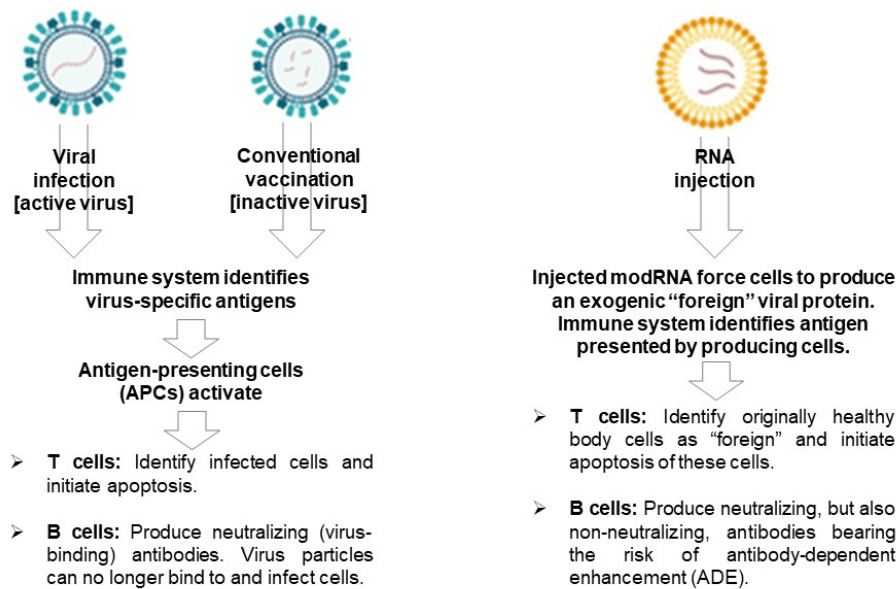 Viral
infection
[active virus]
Conventional
vaccination
[inactive virus]
Immune system identifies
virus-specific antigens
Antigen-presenting cells
(APCs) activate
➢ T cells: Identify infected cells and
initiate apoptosis.
➢ B cells: Produce neutralizing (virus-
binding) antibodies. Virus particles
can no longer bind to and infect cells.
RNA
injection
Injected modRNA force cells to produce
an exogenic “foreign” viral protein.
Immune system identifies antigen
presented by producing cells.
➢ T cells: Identify originally healthy
body cells as “foreign” and initiate
apoptosis of these cells.
➢ B cells: Produce neutralizing, but also
non-neutralizing, antibodies bearing
the risk of antibody-dependent
enhancement (ADE).